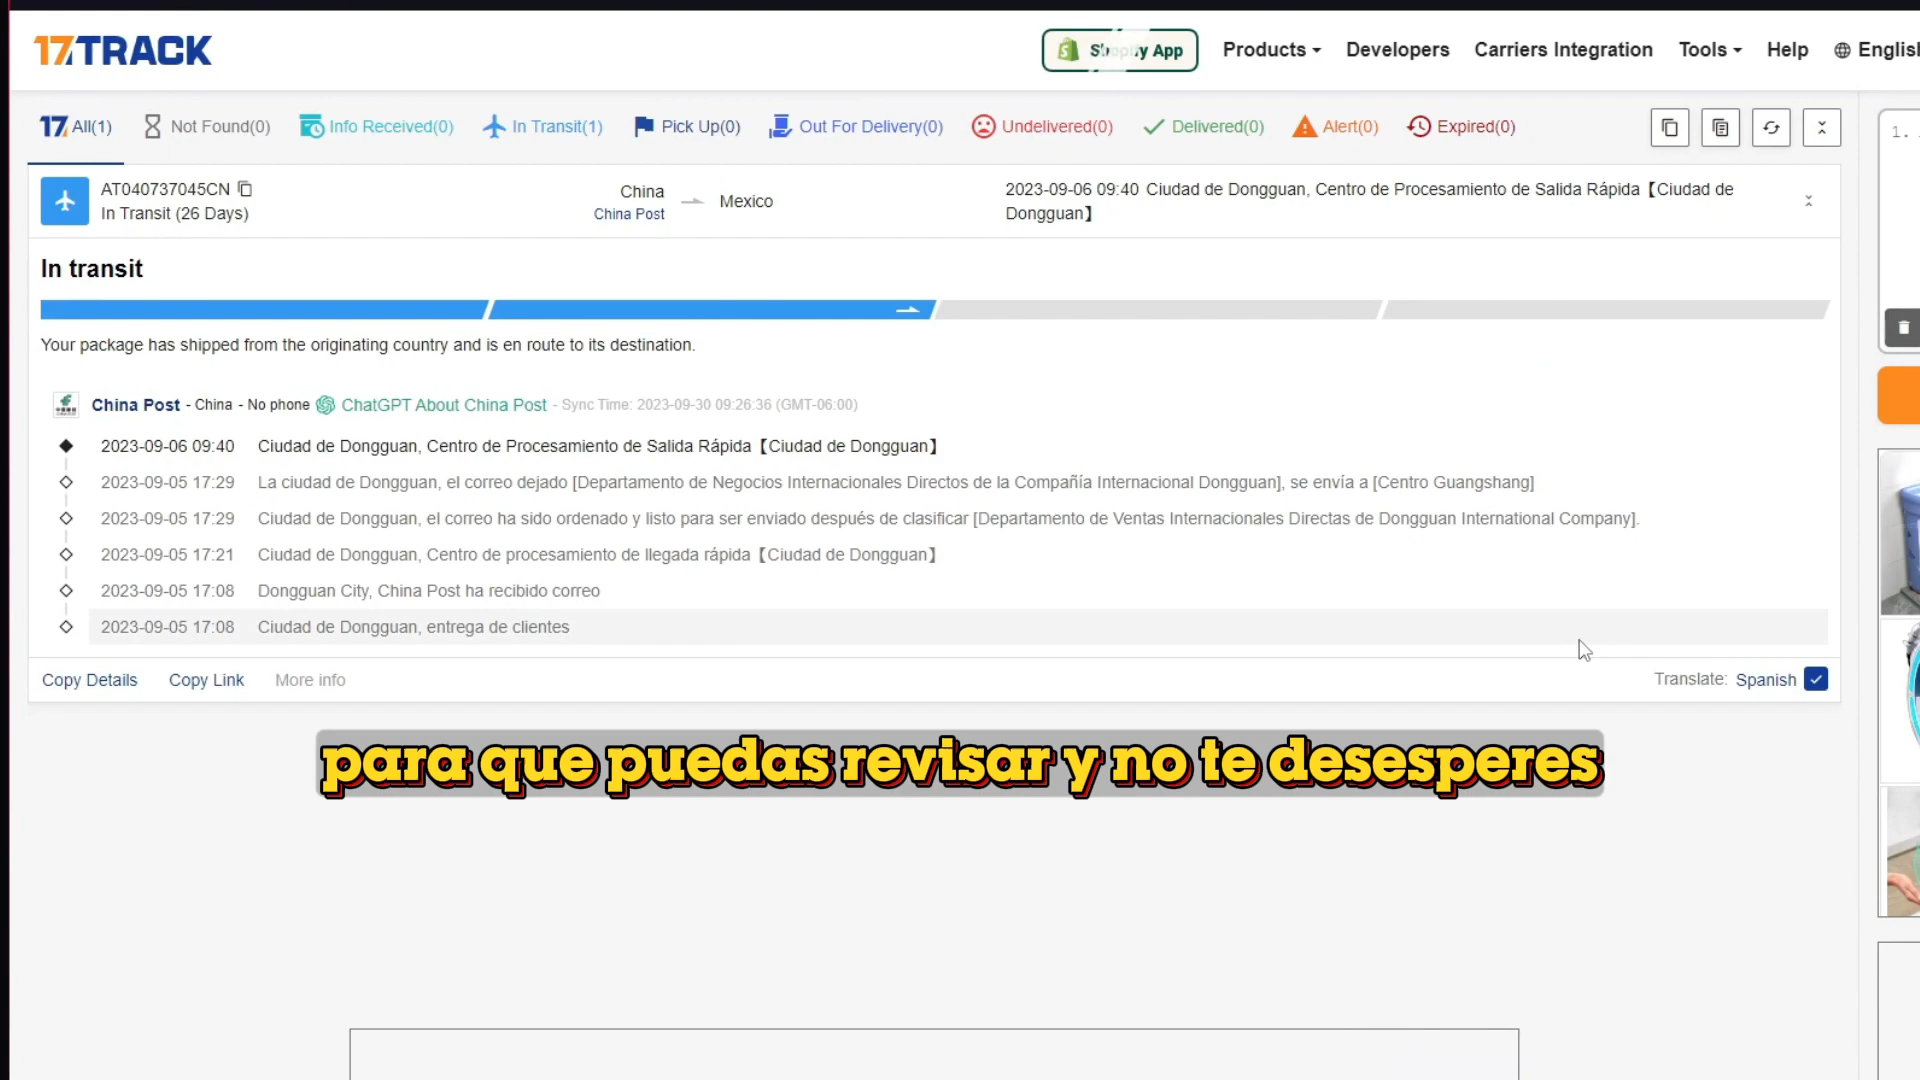 17TRACK
Shopify App
Products
Developers
Carriers Integration
Tools
Help
English
17 All(1)
Not Found(0)
Info Received(0)
In Transit(1)
Pick Up(0)
Out For Delivery(0)
Undelivered(0)
Delivered(0)
Alert(0)
Expired(0)
1.
AT040737045CN
In Transit (26 Days)
China
China Post
Mexico
2023-09-06 09:40 Ciudad de Dongguan, Centro de Procesamiento de Salida Rápida【Ciudad de
Dongguan】
In transit
Your package has shipped from the originating country and is en route to its destination.
China Post - China - No phone ChatGPT About China Post - Sync Time: 2023-09-30 09:26:36 (GMT-06:00)
2023-09-06 09:40 Ciudad de Dongguan, Centro de Procesamiento de Salida Rápida【Ciudad de Dongguan】
2023-09-05 17:29 La ciudad de Dongguan, el correo dejado [Departamento de Negocios Internacionales Directos de la Compañía Internacional Dongguan], se envía a [Centro Guangshang]
2023-09-05 17:29 Ciudad de Dongguan, el correo ha sido ordenado y listo para ser enviado después de clasificar [Departamento de Ventas Internacionales Directas de Dongguan International Company].
2023-09-05 17:21 Ciudad de Dongguan, Centro de procesamiento de llegada rápida【Ciudad de Dongguan】
2023-09-05 17:08 Dongguan City, China Post ha recibido correo
2023-09-05 17:08 Ciudad de Dongguan, entrega de clientes
Copy Details
Copy Link
More info
Translate: Spanish
para que puedas revisar y no te desesperes